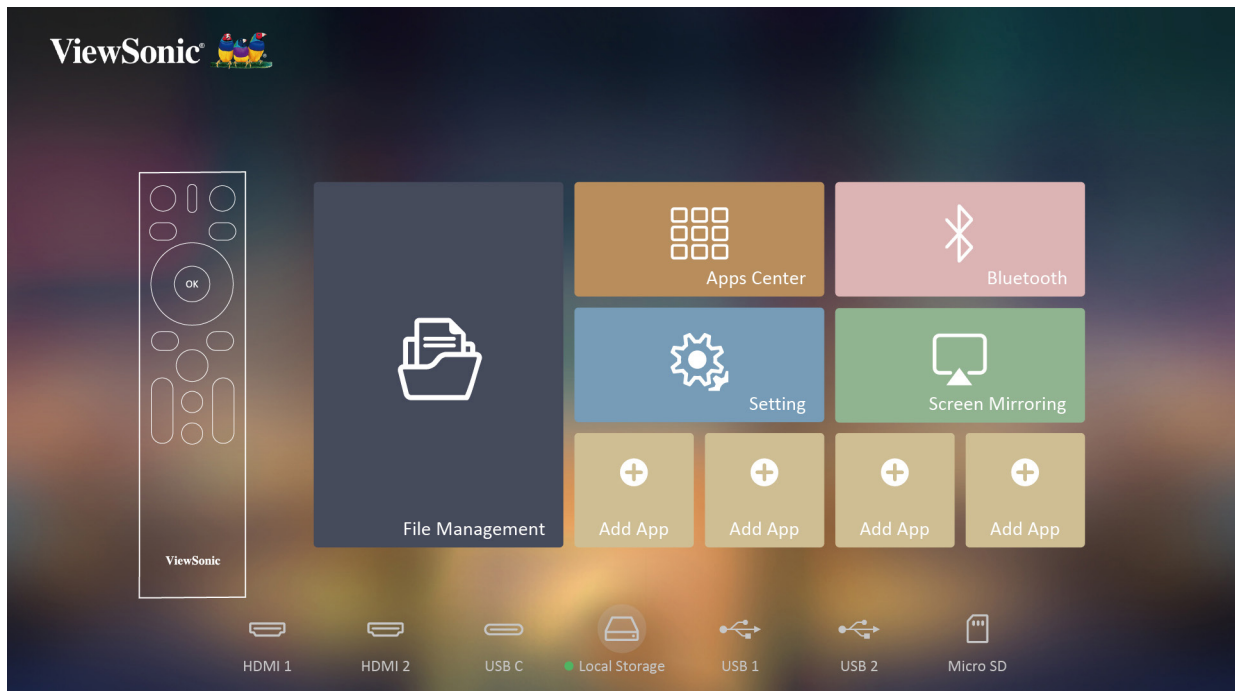 ViewSonic®
OK
Apps Center
Bluetooth
Setting
Screen Mirroring
File Management
Add App
Add App
Add App
Add App
ViewSonic
HDMI 1
HDMI 2
USB C
Local Storage
USB 1
USB 2
Micro SD